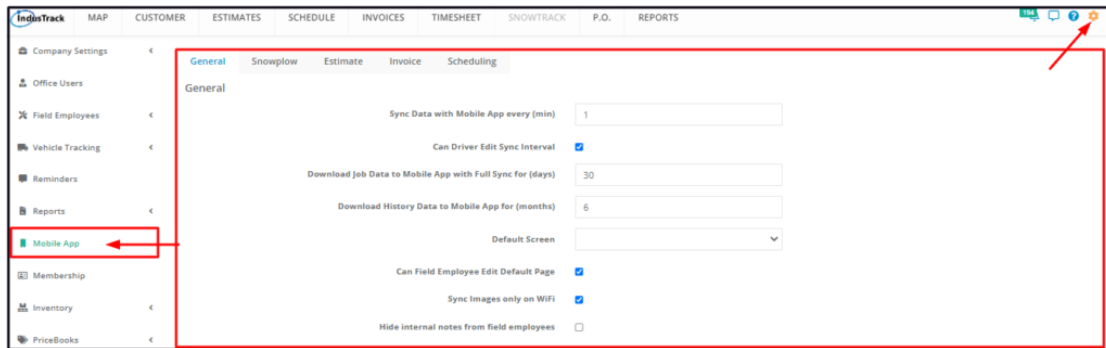 IndusTrack MAP CUSTOMER ESTIMATES SCHEDULE INVOICES TIMESHEET SNOWTRACK P.O. REPORTS 194
Company Settings
Office Users
Field Employees
Vehicle Tracking
Reminders
Reports
Mobile App
Membership
Inventory
PriceBooks
General Snowplow Estimate Invoice Scheduling
General
Sync Data with Mobile App every (min) 1
Can Driver Edit Sync Interval
Download Job Data to Mobile App with Full Sync for (days) 30
Download History Data to Mobile App for (months) 6
Default Screen
Can Field Employee Edit Default Page
Sync Images only on WiFi
Hide internal notes from field employees